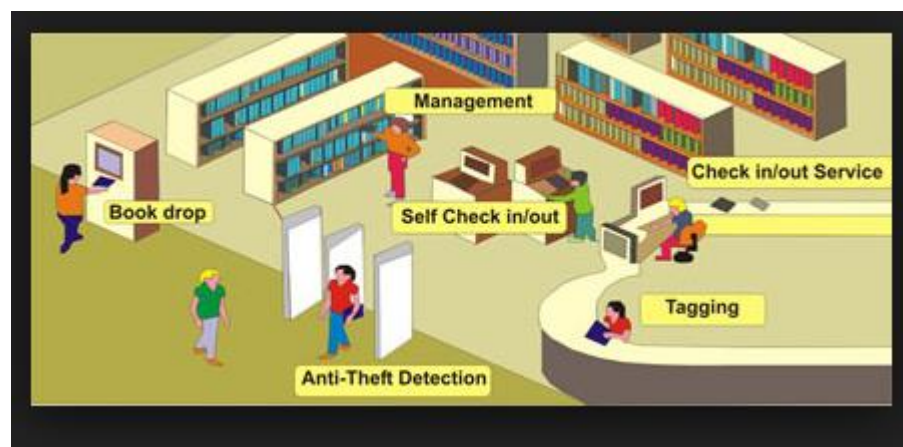 Management
Check in/out Service
Book drop
Self Check in/out
Tagging
Anti-Theft Detection